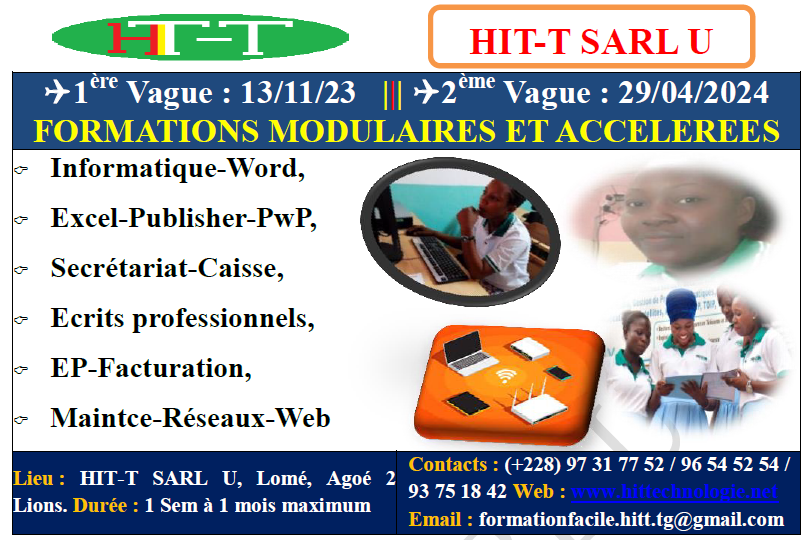 HIT-T
HIT-T SARL U
✈1ère Vague : 13/11/23 ||| ✈2ème Vague : 29/04/2024
FORMATIONS MODULAIRES ET ACCELEREES
Informatique-Word,
Excel-Publisher-PwP,
Secrétariat-Caisse,
Ecrits professionnels,
EP-Facturation,
Maintce-Réseaux-Web
Lieu : HIT-T SARL U, Lomé, Agoé 2
Lions. Durée : 1 Sem à 1 mois maximum
Contacts : (+228) 97 31 77 52 / 96 54 52 54 /
93 75 18 42 Web : www.hittechnologie.net
Email : formationfacile.hitt.tg@gmail.com